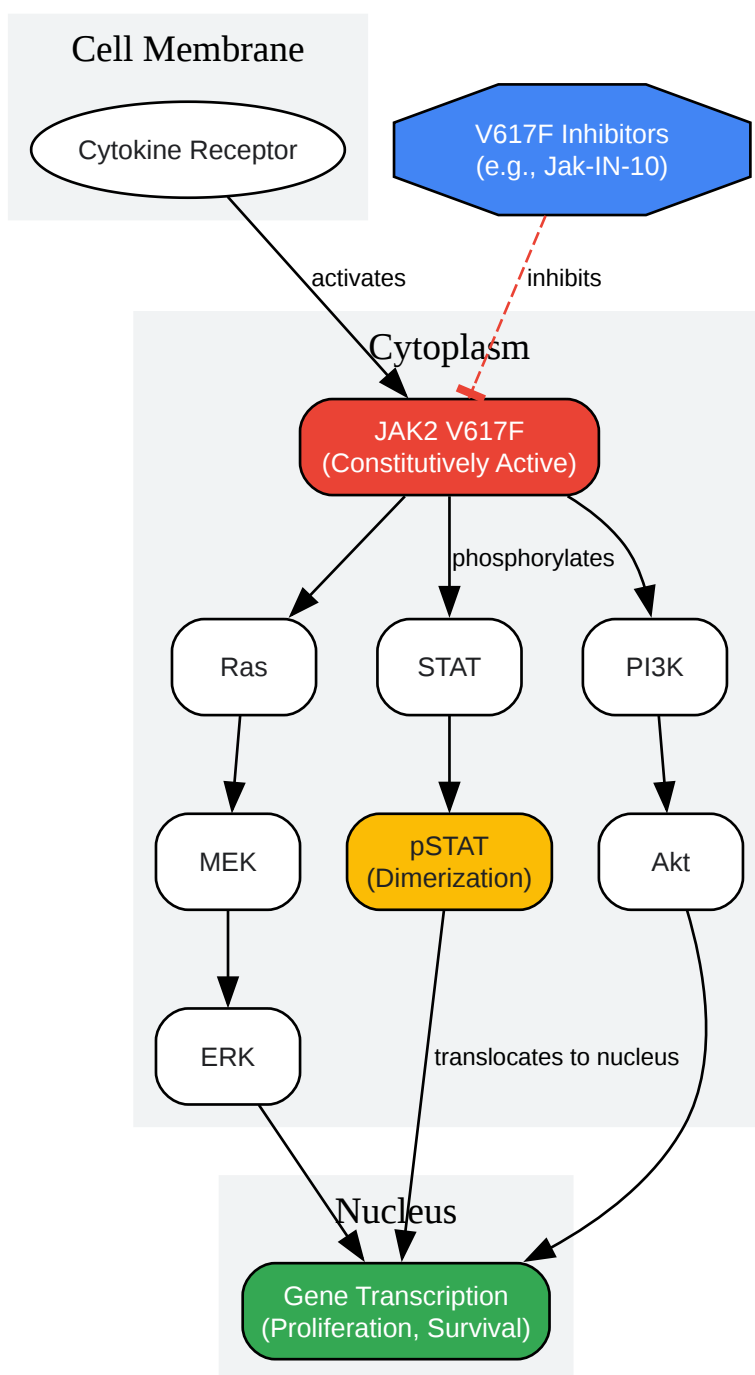 Cell Membrane
Cytokine Receptor
V617F Inhibitors
(e.g., Jak-IN-10)
activates
inhibits
Cytoplasm
JAK2 V617F
(Constitutively Active)
phosphorylates
Ras
STAT
PI3K
MEK
pSTAT
(Dimerization)
Akt
ERK
translocates to nucleus
Nucleus
Gene Transcription
(Proliferation, Survival)